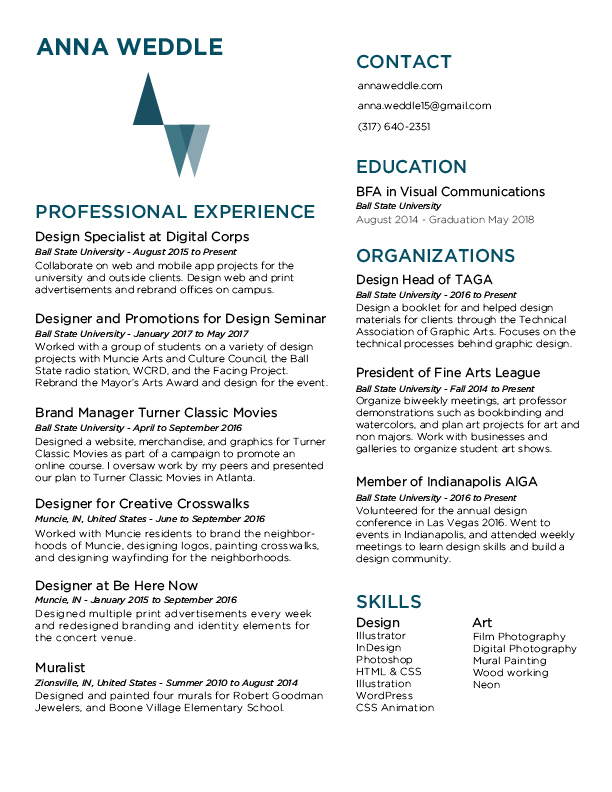 ANNA WEDDLE
PROFESSIONAL EXPERIENCE
Design Specialist at Digital Corps
Ball State University - August 2015 to Present
Collaborate on web and mobile app projects for the
university and outside clients. Design web and print
advertisements and rebrand offices on campus.
Designer and Promotions for Design Seminar
Ball State University - January 2017 to May 2017
Worked with a group of students on a variety of design
projects with Muncie Arts and Culture Council, the Ball
State radio station, WCRD, and the Facing Project.
Rebrand the Mayor's Arts Award and design for the event.
Brand Manager Turner Classic Movies
Ball State University - April to September 2016
Designed a website, merchandise, and graphics for Turner
Classic Movies as part of a campaign to promote an
online course. I oversaw work by my peers and presented
our plan to Turner Classic Movies in Atlanta.
Designer for Creative Crosswalks
Muncie, IN, United States - June to September 2016
Worked with Muncie residents to brand the neighbor-
hoods of Muncie, designing logos, painting crosswalks,
and designing wayfinding for the neighborhoods.
Designer at Be Here Now
Muncie, IN - January 2015 to September 2016
Designed multiple print advertisements every week
and redesigned branding and identity elements for
the concert venue.
Muralist
Zionsville, IN, United States - Summer 2010 to August 2014
Designed and painted four murals for Robert Goodman
Jewelers, and Boone Village Elementary School.
CONTACT
annaweddle.com
anna.weddle15@gmail.com
(317) 640-2351
EDUCATION
BFA in Visual Communications
Ball State University
August 2014 - Graduation May 2018
ORGANIZATIONS
Design Head of TAGA
Ball State University - 2016 to Present
Design a booklet for and helped design
materials for clients through the Technical
Association of Graphic Arts. Focuses on the
technical processes behind graphic design.
President of Fine Arts League
Ball State University - Fall 2014 to Present
Organize biweekly meetings, art professor
demonstrations such as bookbinding and
watercolors, and plan art projects for art and
non majors. Work with businesses and
galleries to organize student art shows.
Member of Indianapolis AIGA
Ball State University - 2016 to Present
Volunteered for the annual design
conference in Las Vegas 2016. Went to
events in Indianapolis, and attended weekly
meetings to learn design skills and build a
design community.
SKILLS
Design
Illustrator
InDesign
Photoshop
HTML & CSS
Illustration
WordPress
CSS Animation
Art
Film Photography
Digital Photography
Mural Painting
Wood working
Neon